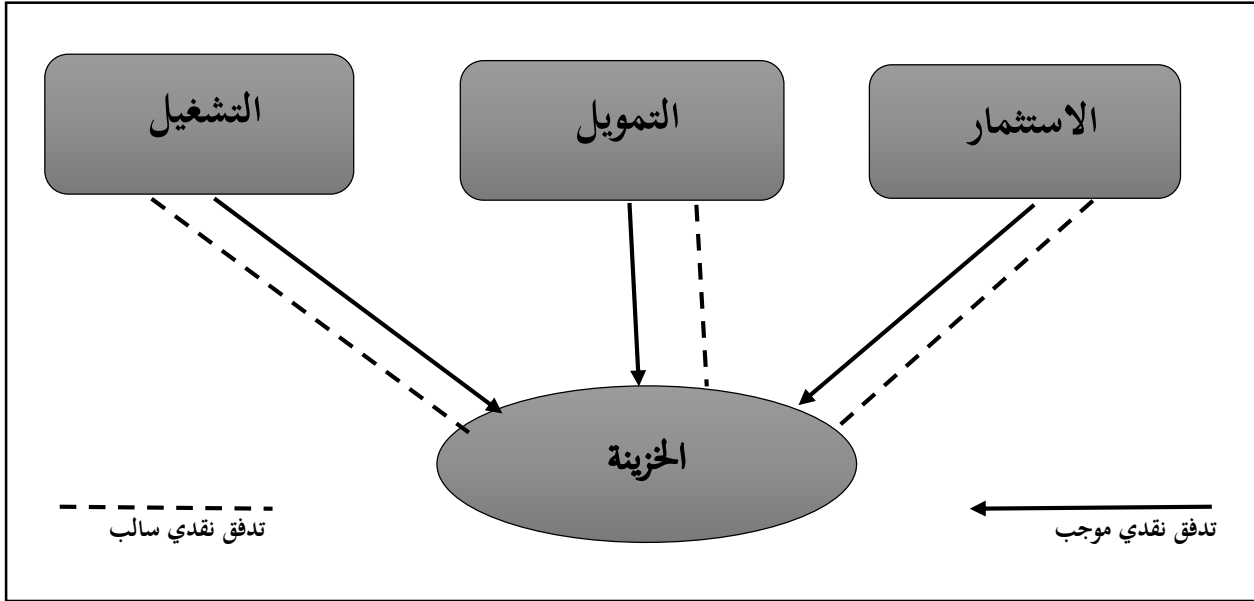 الاستثمار
التمويل
التشغيل
الخزينة
تدفق نقدي موجب
تدفق نقدي سالب